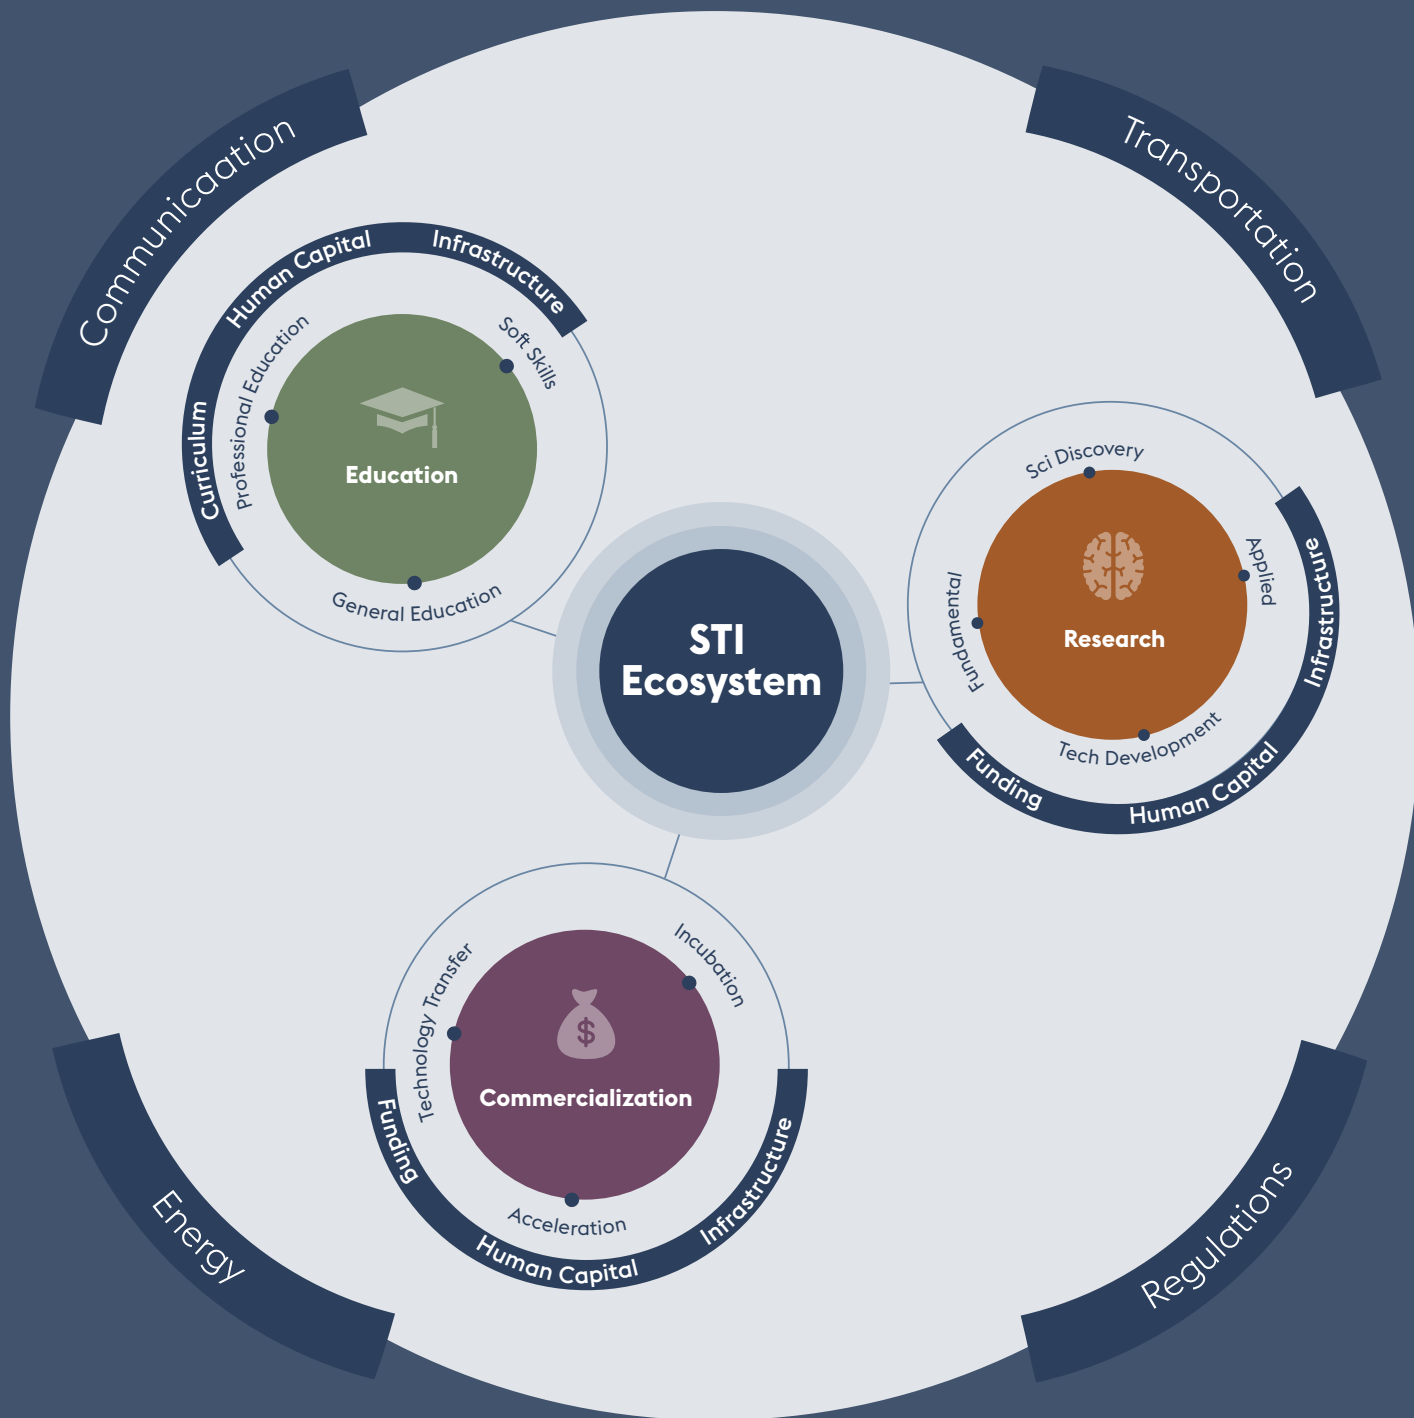 Communicaation
Transportation
Human Capital
Infrastructure
Curriculum
Professional Education
Soft Skills
Education
General Education
STI
Ecosystem
Sci Discovery
Applied
Fundamental
Research
Tech Development
Infrastructure
Funding
Human Capital
Technology Transfer
Incubation
$
Commercialization
Acceleration
Funding
Human Capital
Infrastructure
Energy
Regulations